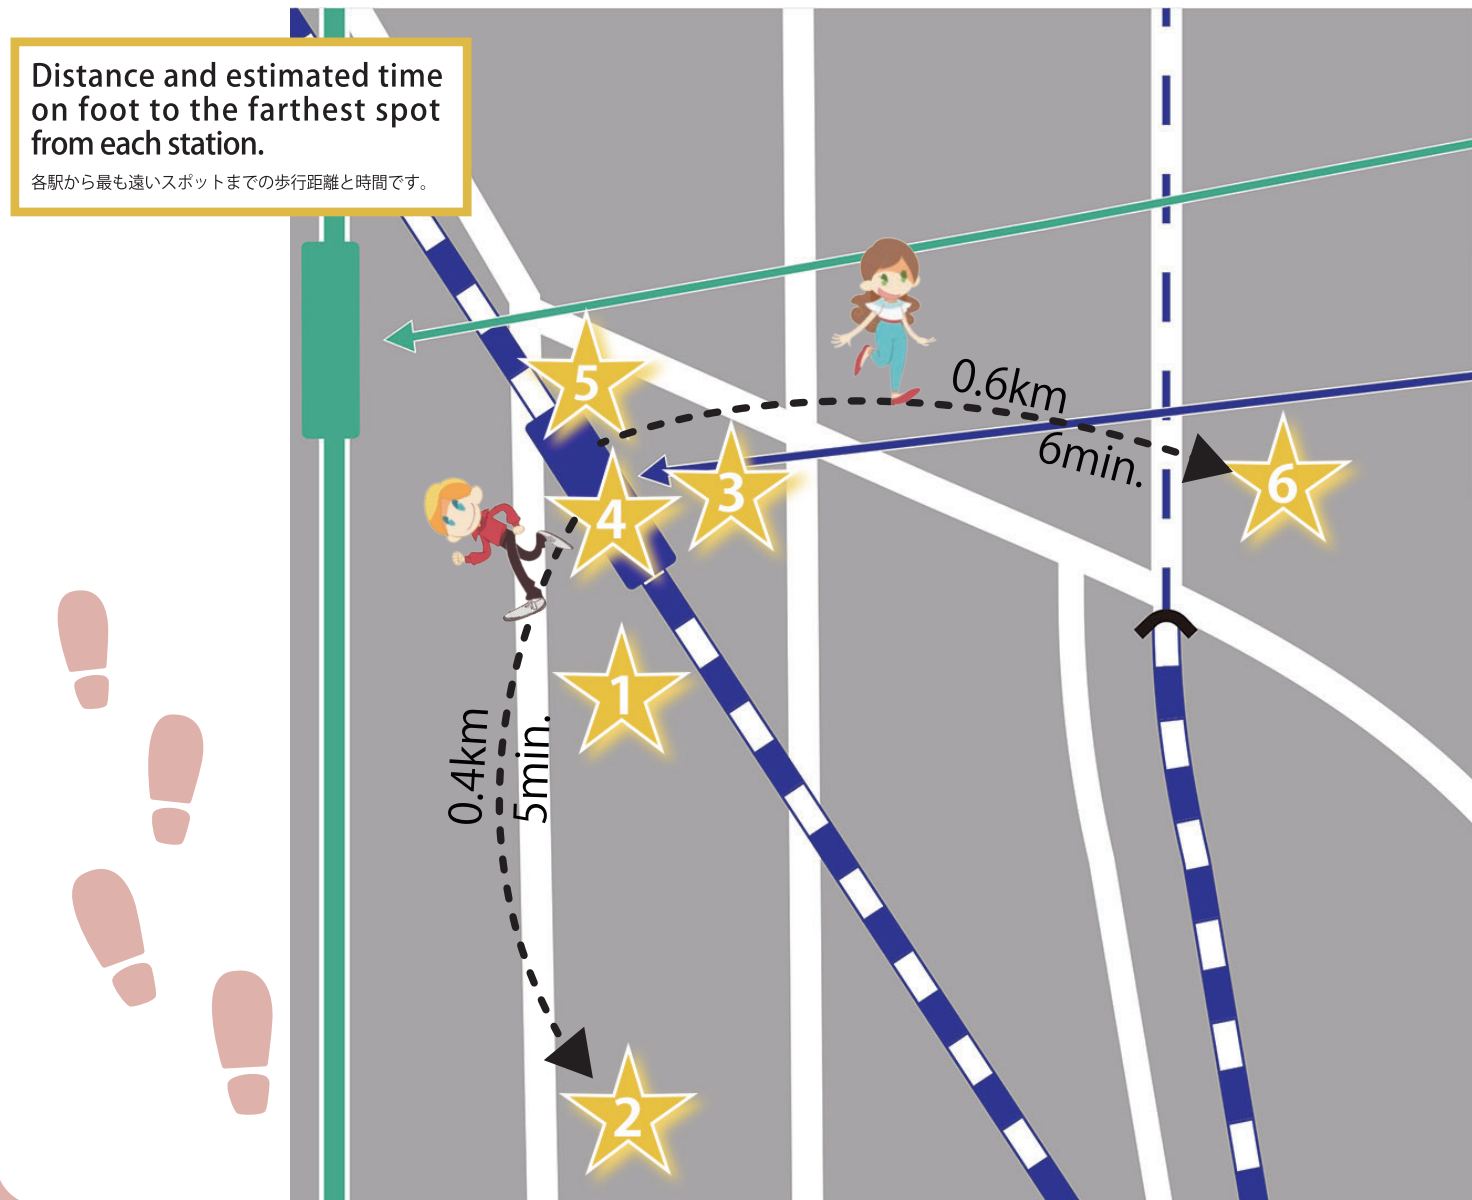 Distance and estimated time
on foot to the farthest spot
from each station.
各駅から最も遠いスポットまでの歩行距離と時間です。
5
0.6km
6min.
3
6
4
1
0.4km
5min.
2